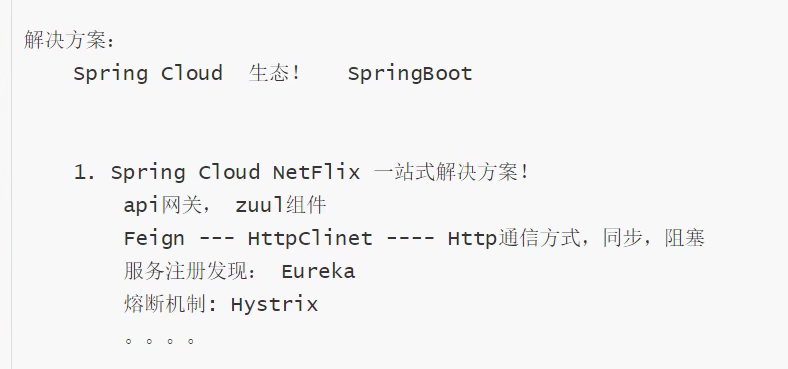 解决方案：
Spring Cloud 生态！ SpringBoot
1. Spring Cloud NetFlix 一站式解决方案！
api网关， zuul组件
Feign --- HttpClinet ---- Http通信方式，同步，阻塞
服务注册发现： Eureka
熔断机制: Hystrix
。。。。